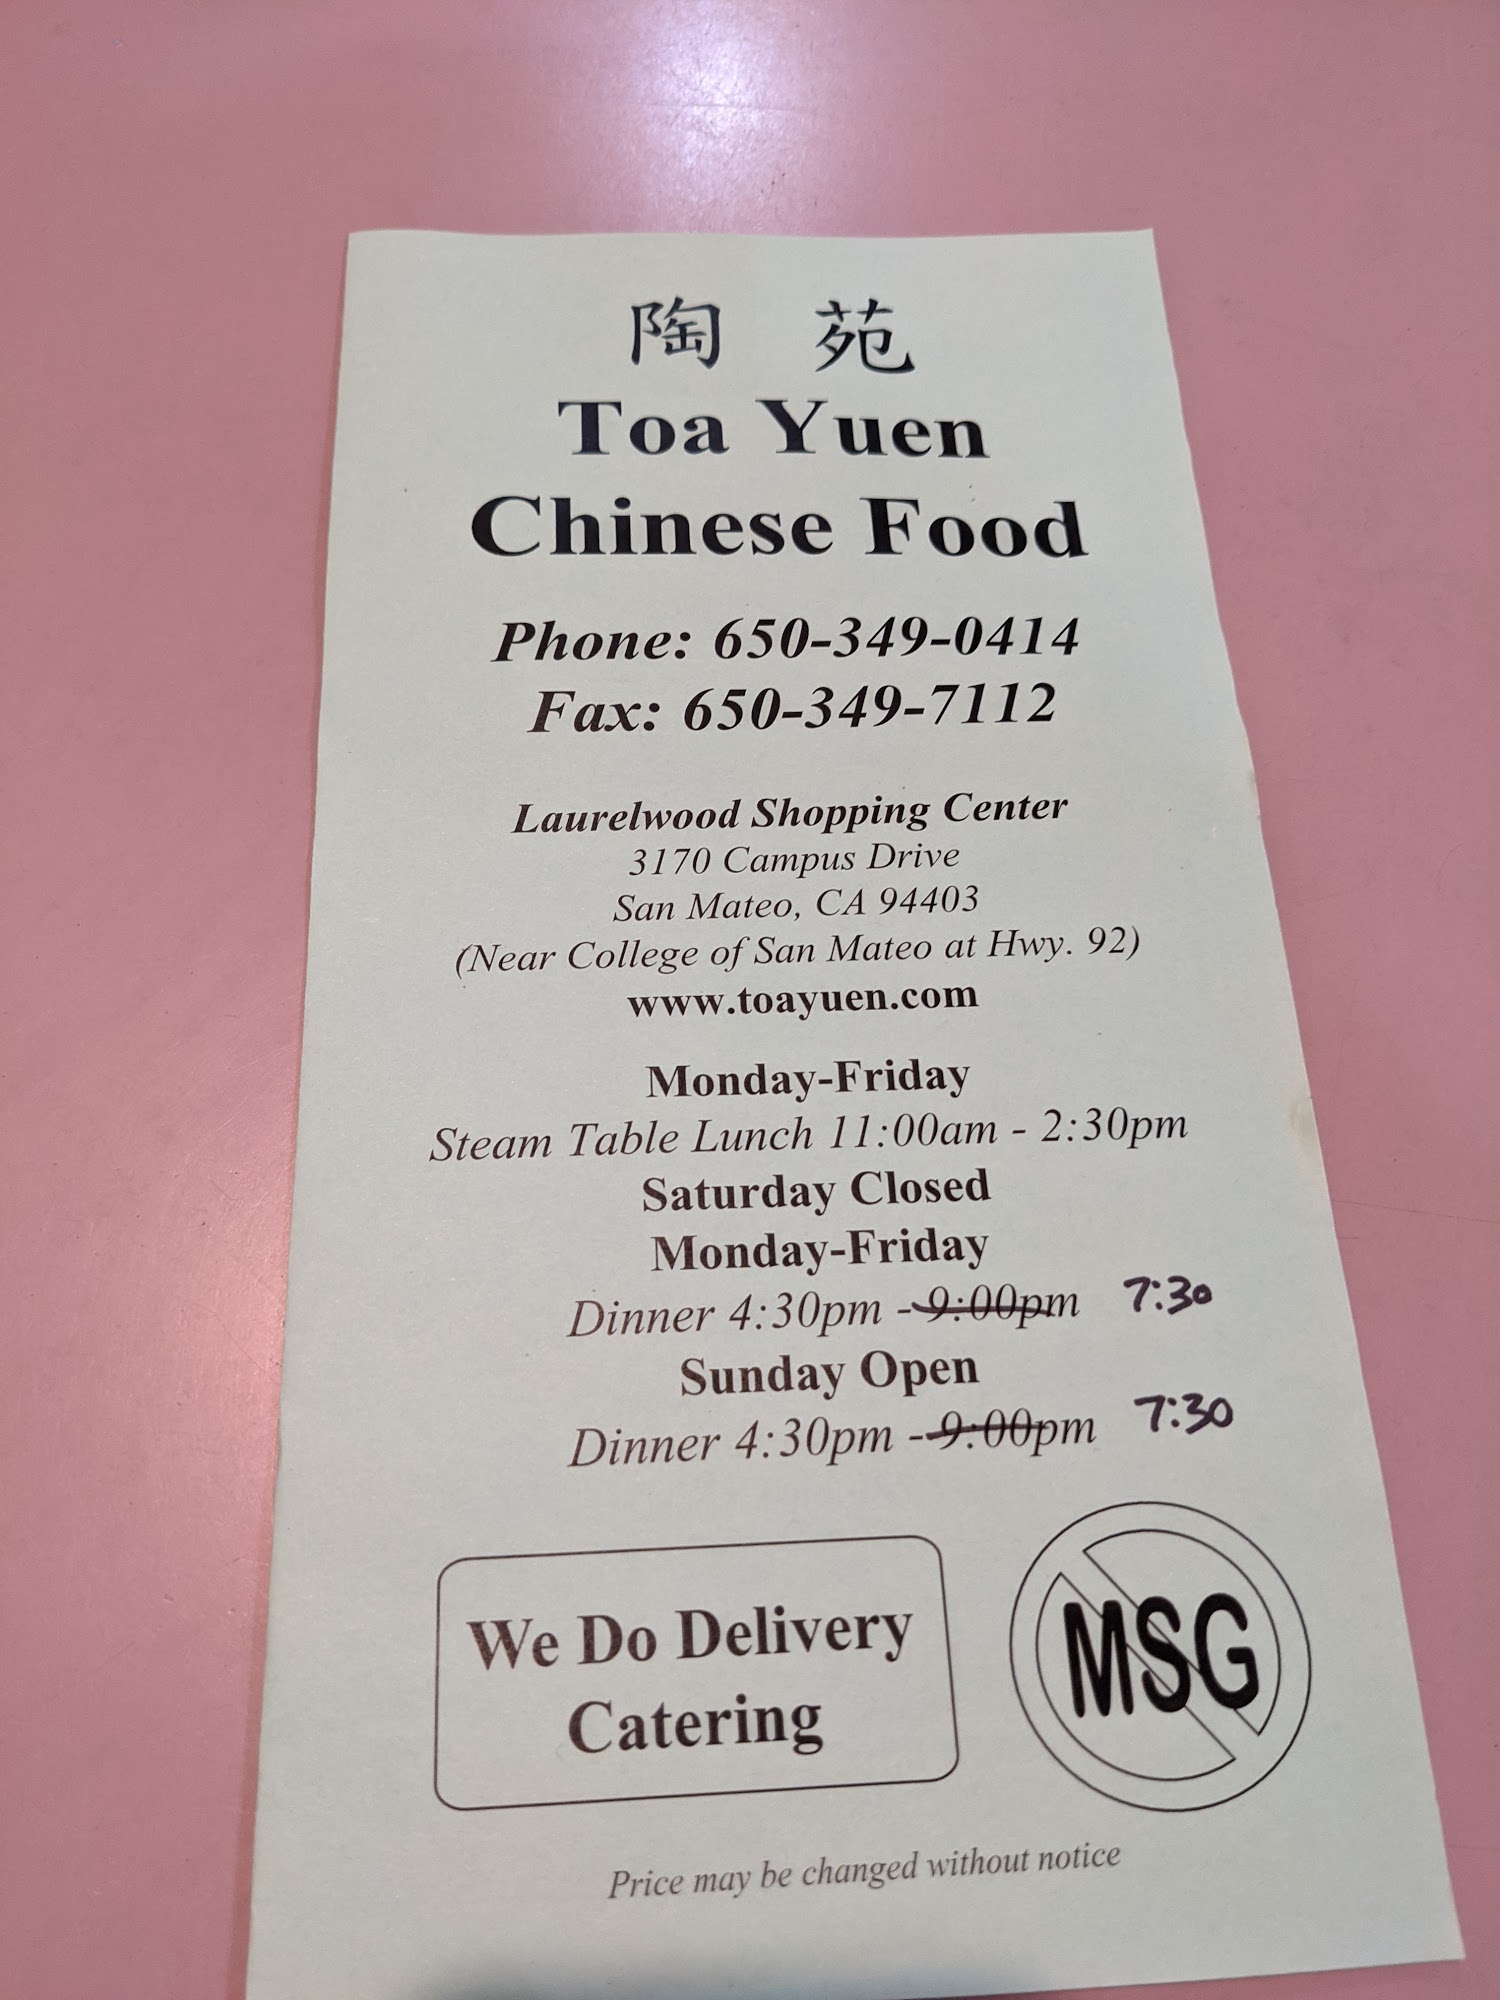 陶 苑
Toa Yuen
Chinese Food
Phone: 650-349-0414
Fax: 650-349-7112
Laurelwood Shopping Center
3170 Campus Drive
San Mateo, CA 94403
(Near College of San Mateo at Hwy. 92)
www.toayuen.com
Monday-Friday
Steam Table Lunch 11:00am - 2:30pm
Saturday Closed
Monday-Friday
Dinner 4:30pm - 9:00pm 7:30
Sunday Open
Dinner 4:30pm - 9:00pm 7:30
We Do Delivery
Catering
MSG
Price may be changed without notice